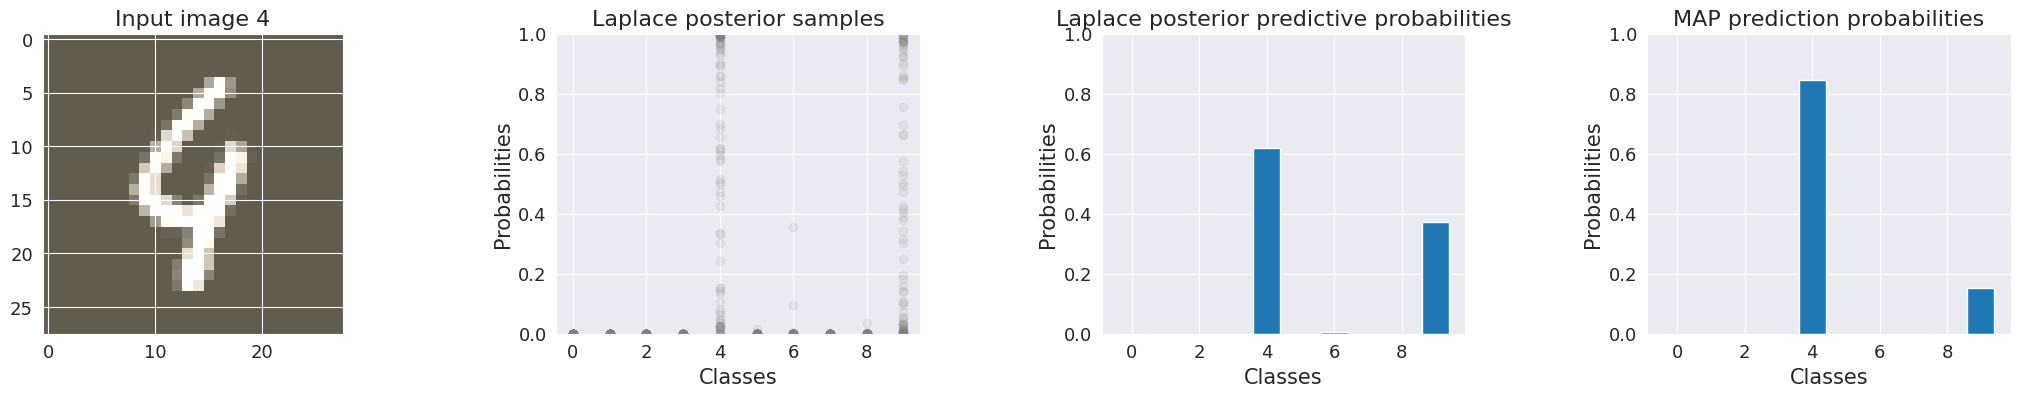 Input image 4
0
5
10
15
20
25
0 10 20
4
Laplace posterior samples
Probabilities
1.0
0.8
0.6
0.4
0.2
0.0
0 2 4 6 8
Classes
Laplace posterior predictive probabilities
Probabilities
1.0
0.8
0.6
0.4
0.2
0.0
0 2 4 6 8
Classes
MAP prediction probabilities
Probabilities
1.0
0.8
0.6
0.4
0.2
0.0
0 2 4 6 8
Classes